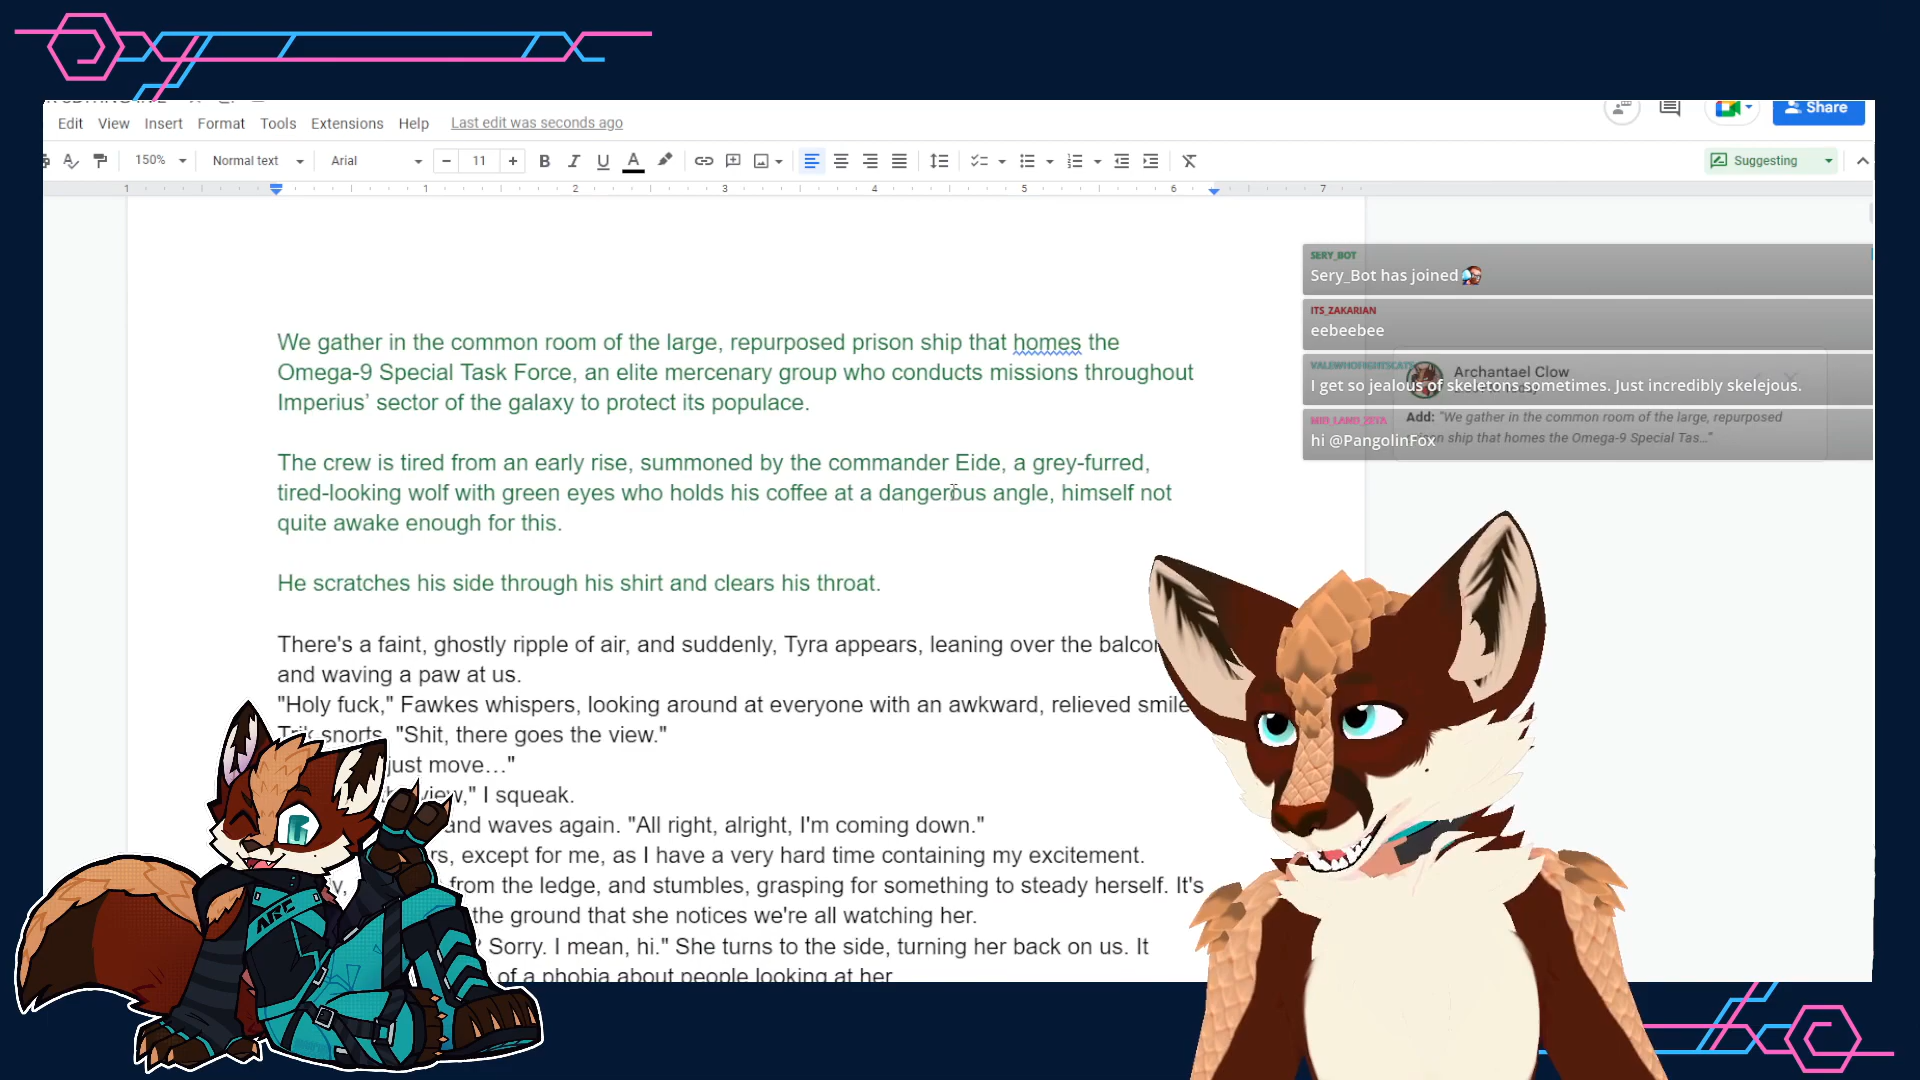 Edit View Insert Format Tools Extensions Help Last edit was seconds ago Share
150% Normal text Arial 11 Suggesting
1 1 2 3 4 5 6 7
We gather in the common room of the large, repurposed prison ship that homes the
Omega-9 Special Task Force, an elite mercenary group who conducts missions throughout
Imperius’ sector of the galaxy to protect its populace.
The crew is tired from an early rise, summoned by the commander Eide, a grey-furred,
tired-looking wolf with green eyes who holds his coffee at a dangerous angle, himself not
quite awake enough for this.
He scratches his side through his shirt and clears his throat.
There's a faint, ghostly ripple of air, and suddenly, Tyra appears, leaning over the
and waving a paw at us.
"Holy fuck," Fawkes whispers, looking around at everyone with an awkward, relieved smile
snorts. "Shit, there goes the view."
just move…"
view," I squeak.
and waves again. "All right, alright, I'm coming down."
except for me, as I have a very hard time containing my excitement.
from the ledge, and stumbles, grasping for something to steady herself. It's
the ground that she notices we're all watching her.
Sorry. I mean, hi." She turns to the side, turning her back on us. It
of a phobia about people looking at her
SERY_BOT
Sery_Bot has joined
ITS_ZAKARIAN
eebeebee
VALEWHOFIGHTSCATS
Archantael Clow
I get so jealous of skeletons sometimes. Just incredibly skelejous.
Add: "We gather in the common room of the large, repurposed
ship that homes the Omega-9 Special Tas..."
hi @PangolinFox
ARC